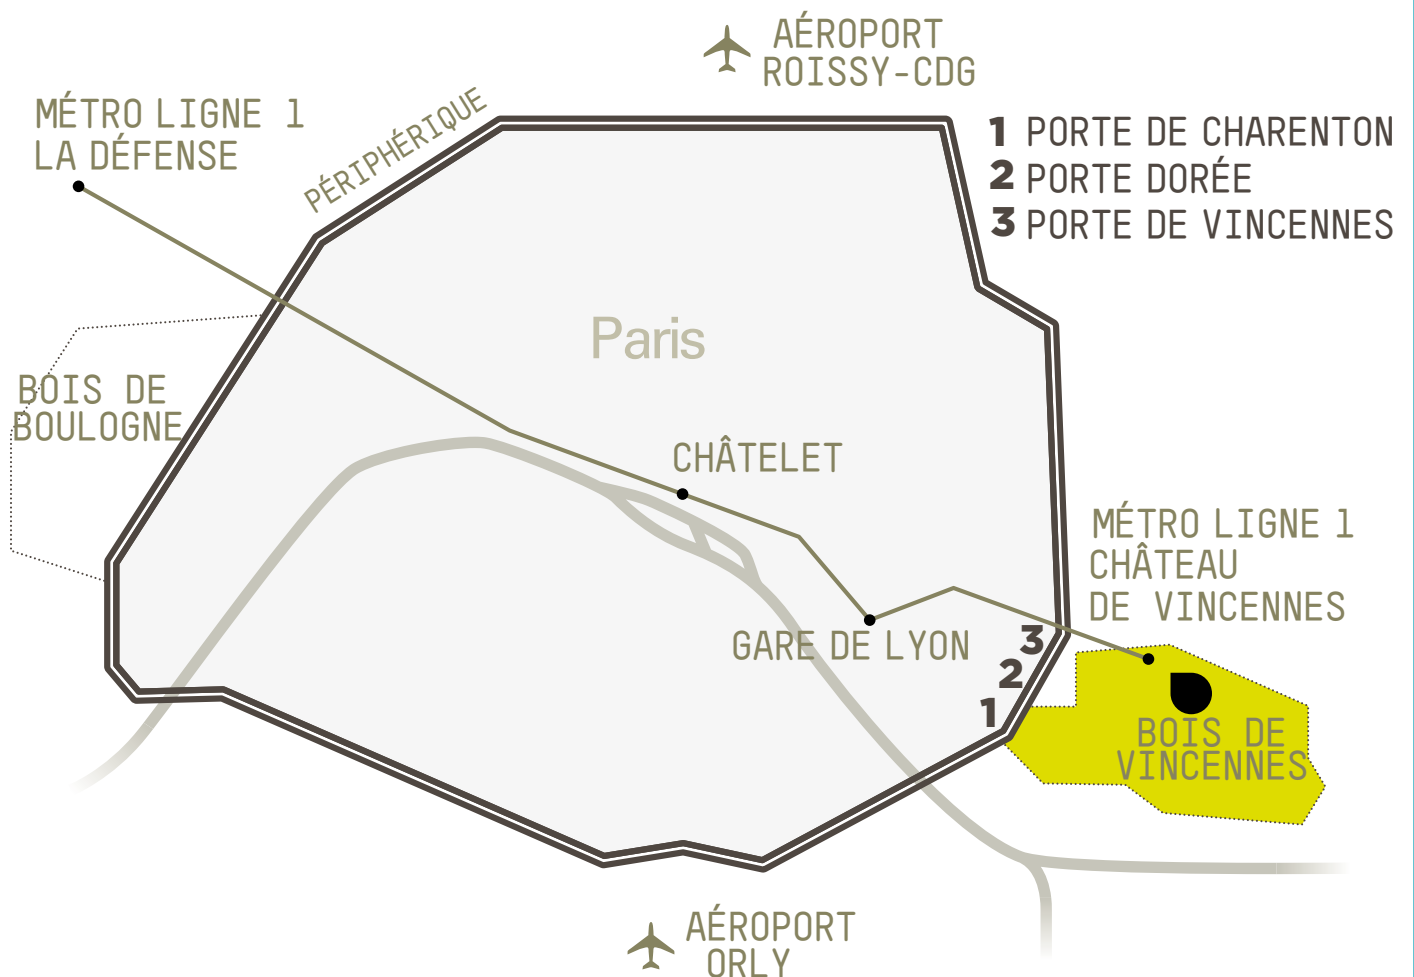 AÉROPORT
ROISSY-CDG
MÉTRO LIGNE 1
LA DÉFENSE
PÉRIPHÉRIQUE
1 PORTE DE CHARENTON
2 PORTE DORÉE
3 PORTE DE VINCENNES
Paris
BOIS DE
BOULOGNE
CHÂTELET
MÉTRO LIGNE 1
CHÂTEAU
DE VINCENNES
GARE DE LYON
3
2
1
BOIS DE
VINCENNES
AÉROPORT
ORLY